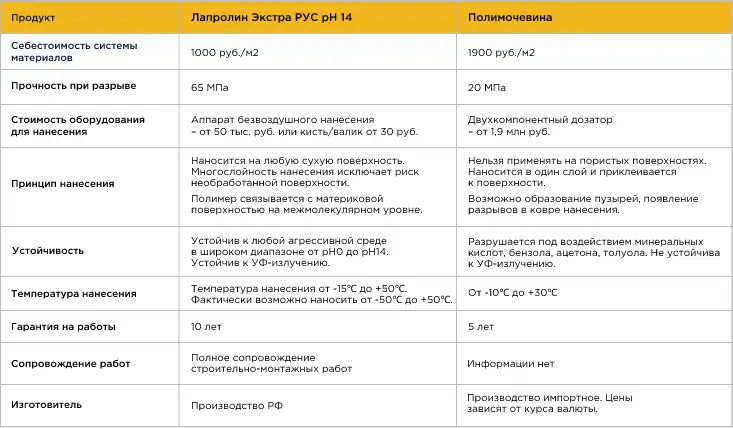 Продукт
Лапролин Экстра РУС pH 14
Полимочевина
Себестоимость системы
материалов
1000 руб./м2
1900 руб./м2
Прочность при разрыве
65 МПа
20 МПа
Стоимость оборудования
для нанесения
Аппарат безвоздушного нанесения
– от 50 тыс. руб. или кисть/валик от 30 руб.
Двухкомпонентный дозатор
– от 1,9 млн руб.
Принцип нанесения
Наносится на любую сухую поверхность.
Многослойность нанесения исключает риск
необработанной поверхности.
Полимер связывается с материковой
поверхностью на межмолекулярном уровне.
Нельзя применять на пористых поверхностях.
Наносится в один слой и приклеивается
к поверхности.
Возможно образование пузырей, появление
разрывов в ковре нанесения.
Устойчивость
Устойчив к любой агрессивной среде
в широком диапазоне от pH0 до pH14.
Устойчив к УФ-излучению.
Разрушается под воздействием минеральных
кислот, бензола, ацетона, толуола. Не устойчива
к УФ-излучению.
Температура нанесения
Температура нанесения от -15°С до +50°С.
Фактически возможно наносить от -50°С до +50°С.
От -10°С до +30°С
Гарантия на работы
10 лет
5 лет
Сопровождение работ
Полное сопровождение
строительно-монтажных работ
Информации нет
Изготовитель
Производство РФ
Производство импортное. Цены
зависят от курса валюты.